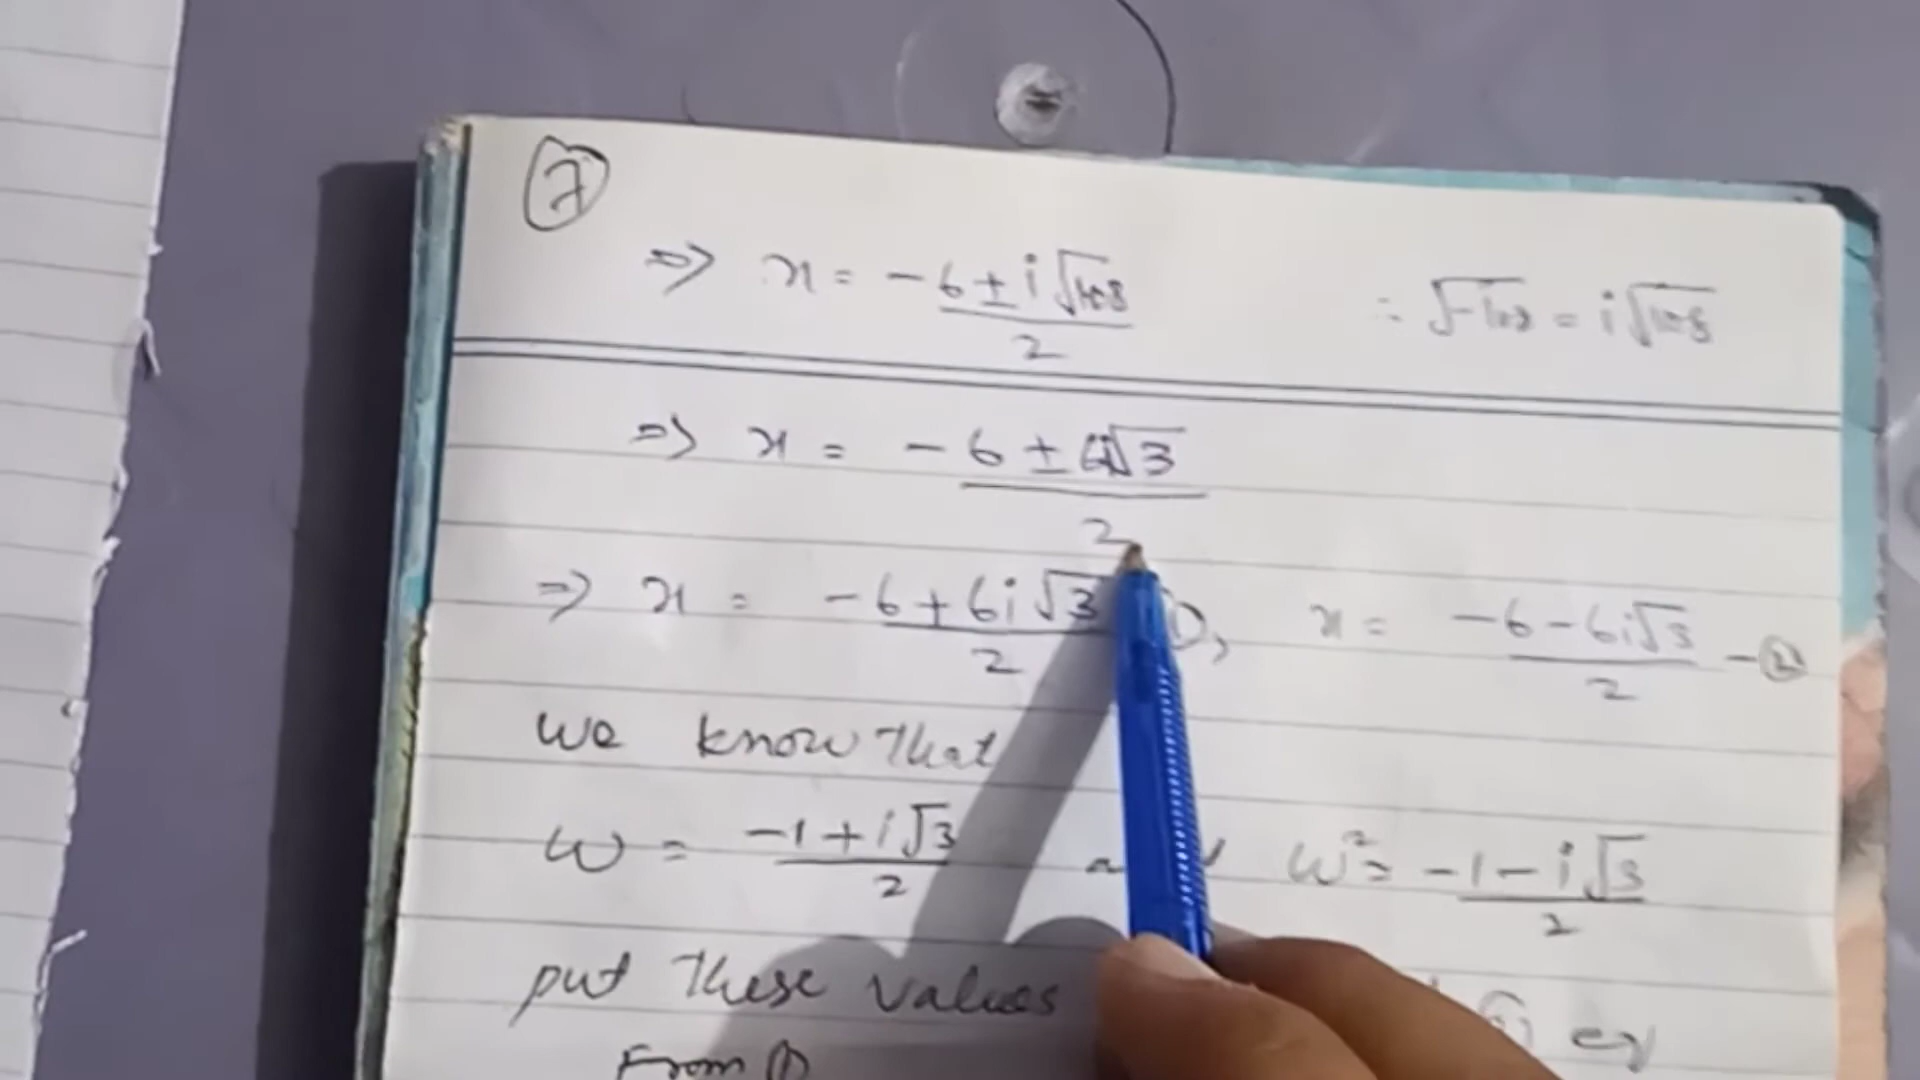 7
⇒ x = -6 ± i√108 / 2 ∵ √-108 = i√108
⇒ x = -6 ± 6i√3 / 2
⇒ x = -6 + 6i√3 / 2 ①, x = -6 - 6i√3 / 2 - ②
we know that
ω = -1 + i√3 / 2 ω² = -1 - i√3 / 2
put These values
From ①